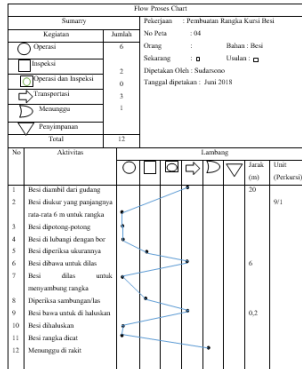 Flow Proses Chart
Sumarry
Pekerjaan : Pembuatan Rangka Kursi Besi
Kegiatan Jumlah
No Peta : 04
Operasi 6
Orang : Bahan : Besi
Sekarang : Usulan :
Inspeksi 2
Dipetakan Oleh : Sudarsono
Operasi dan Inspeksi 0
Tanggal dipetakan : Juni 2018
Transpertasi 3
Menunggu 1
Penyimpanan
Total 12
No Aktivitas Lambang
Jarak (m) Unit (Perkursi)
1 Besi diambil dari gudang 20
2 Besi diukur yang panjangnya 9/1
rata-rata 6 m untuk rangka
3 Besi dipotong-potong
4 Besi di lubangi dengan bor
5 Besi diperiksa ukurannya
6 Besi dibawa untuk dilas 6
7 Besi dilas untuk
menyambung rangka
8 Diperiksa sambungan/las
9 Besi bawa untuk di haluskan 0,2
10 Besi dihaluskan
11 Besi rangka dicat
12 Menunggu di rakit